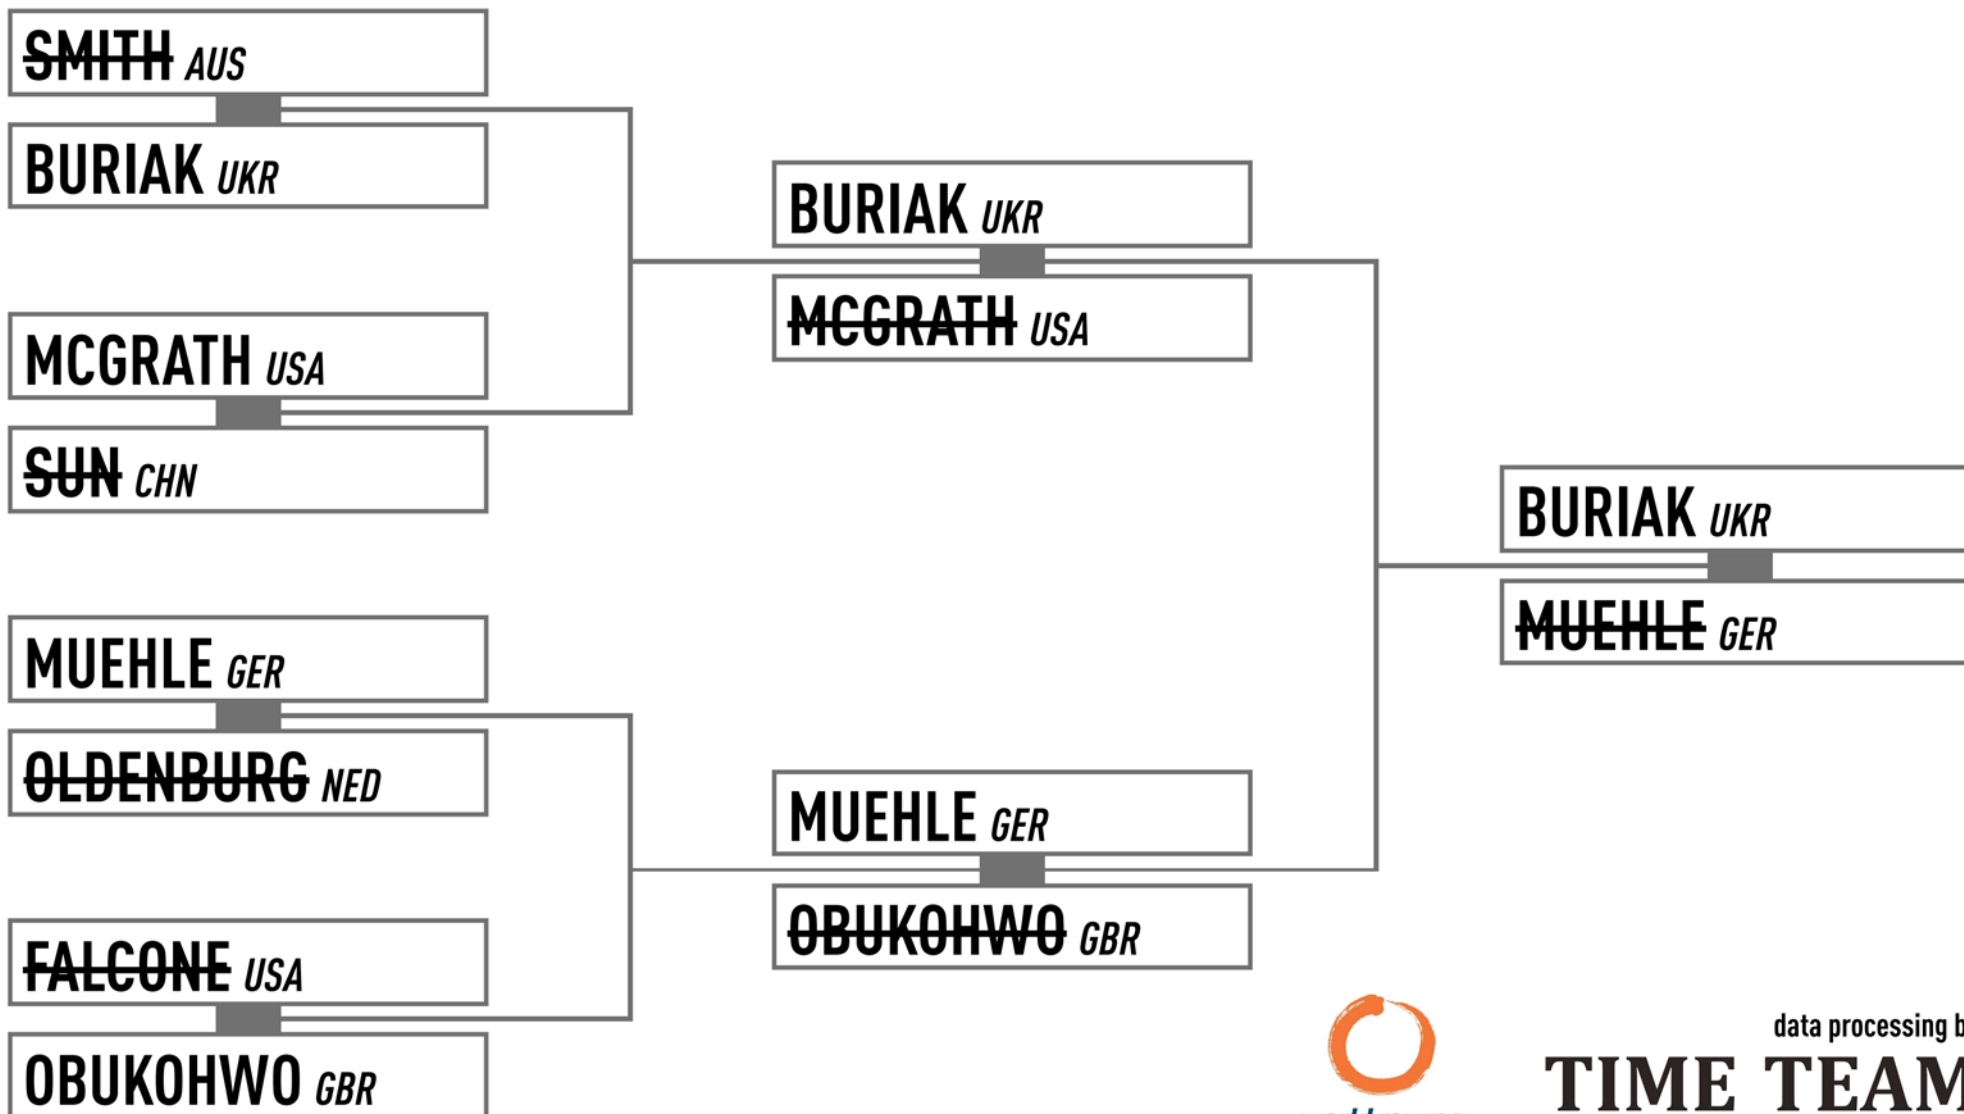 SMITH AUS
BURIAK UKR
MCGRATH USA
SUN CHN
MUEHLE GER
OLDENBURG NED
FALCONE USA
OBUKOHWO GBR
BURIAK UKR
MCGRATH USA
MUEHLE GER
OBUKOHWO GBR
BURIAK UKR
MUEHLE GER
data processing b
TIME TEAM